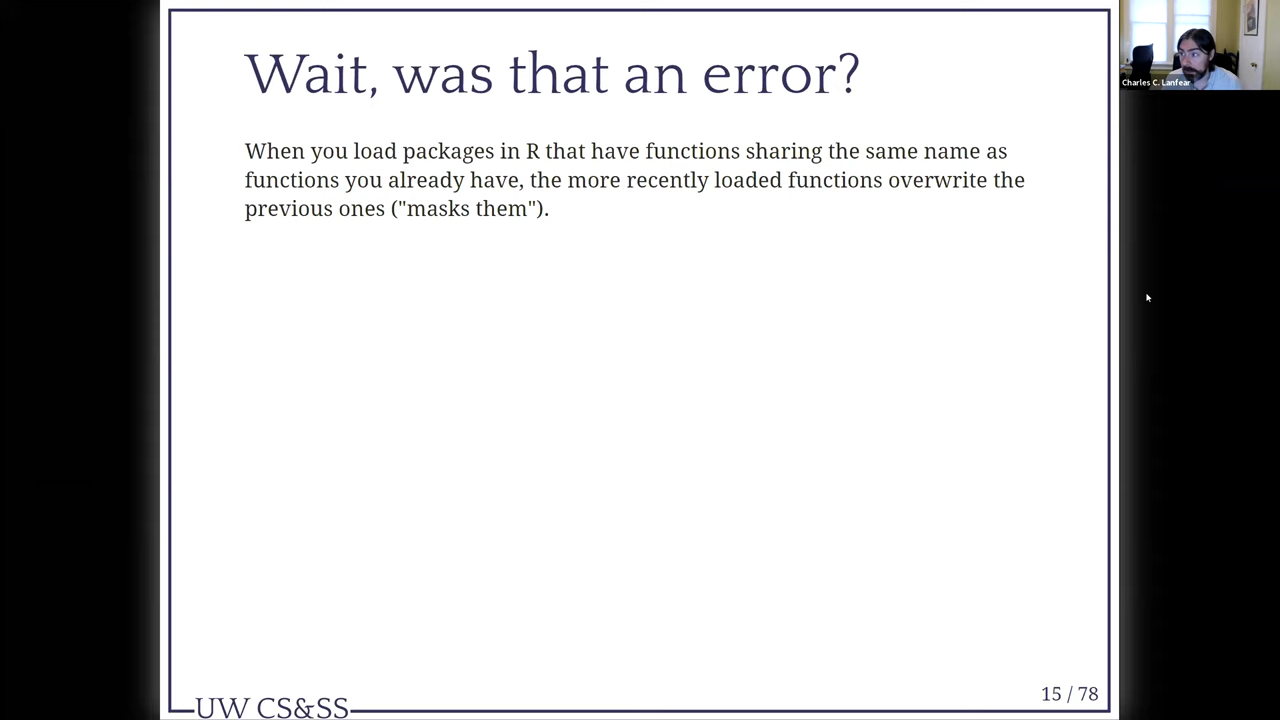 Wait, was that an error?
When you load packages in R that have functions sharing the same name as
functions you already have, the more recently loaded functions overwrite the
previous ones ("masks them").
15 / 78
UW CS&SS
Charles C. Lanfear